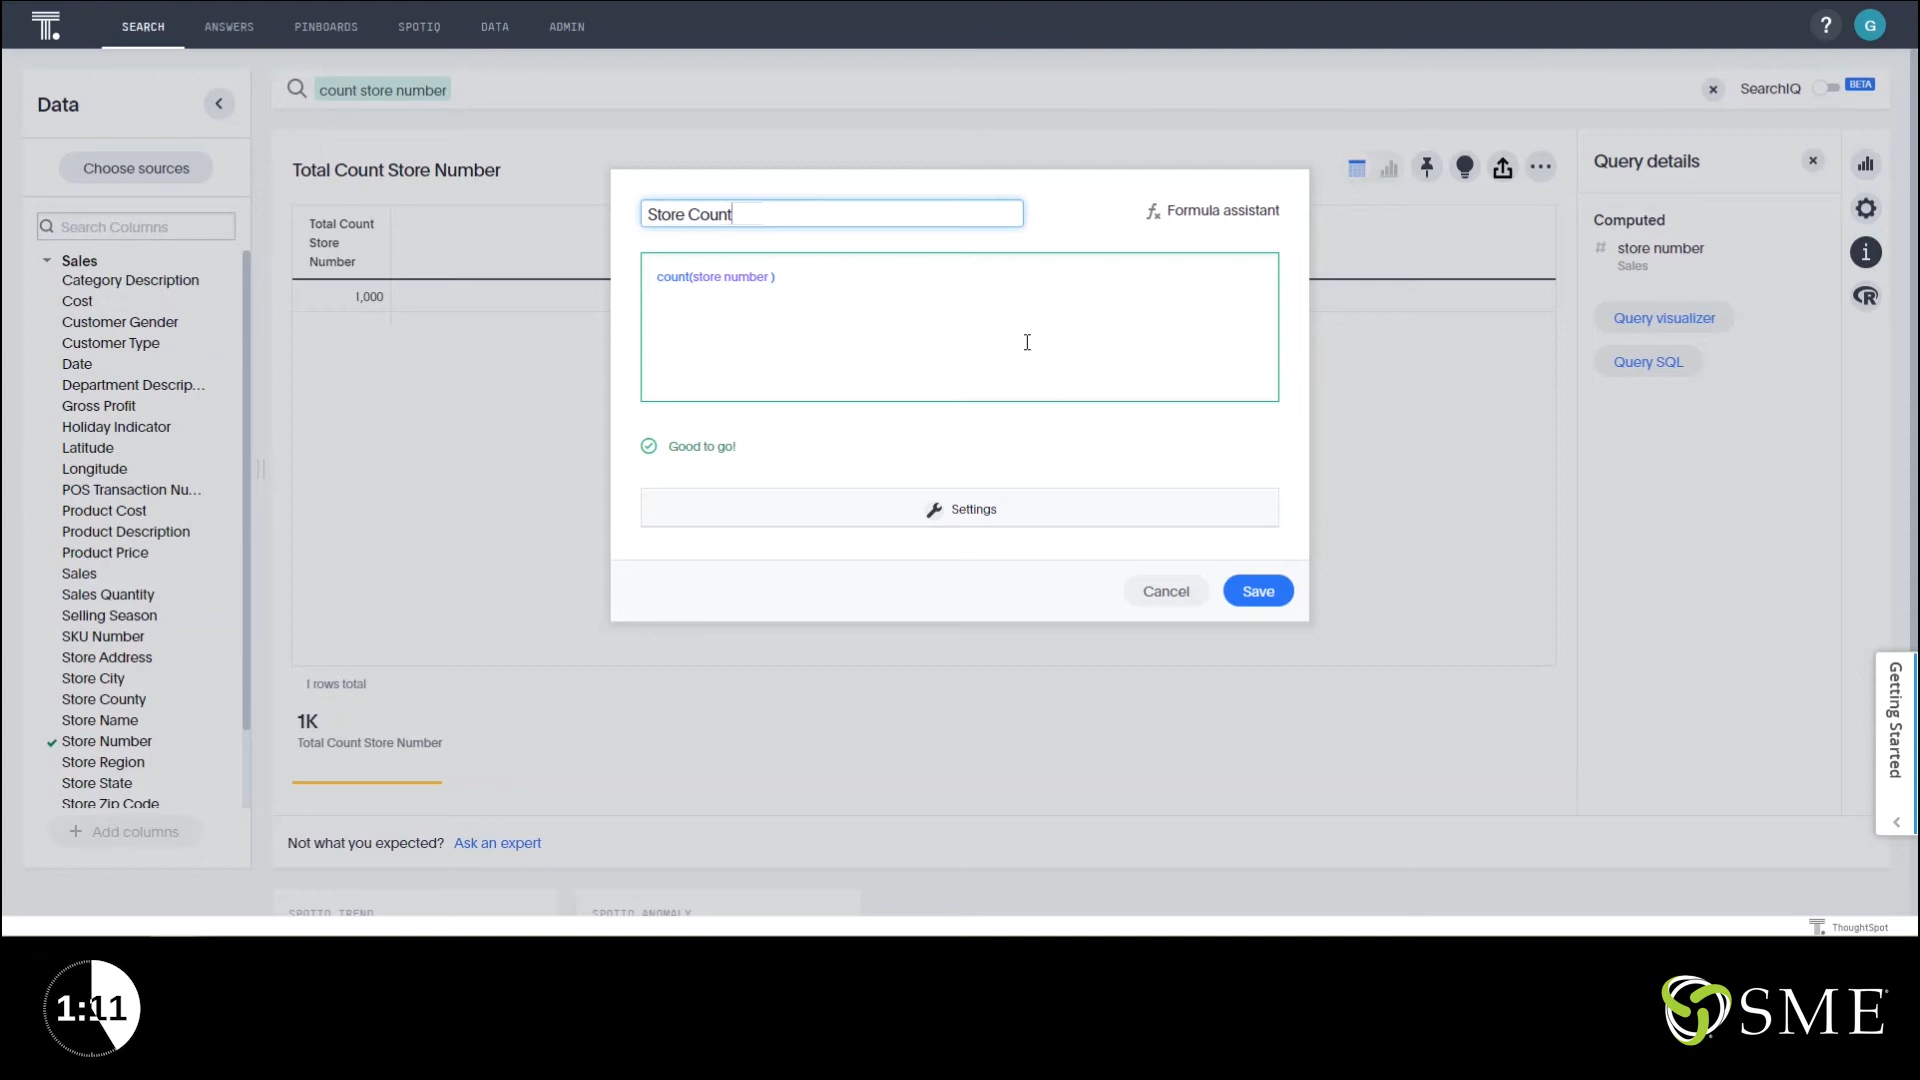 T.
SEARCH
ANSWERS
PINBOARDS
SPOTIQ
DATA
ADMIN
?
G
Data
Choose sources
Search Columns
Sales
Category Description
Cost
Customer Gender
Customer Type
Date
Department Descrip...
Gross Profit
Holiday Indicator
Latitude
Longitude
POS Transaction Nu...
Product Cost
Product Description
Product Price
Sales
Sales Quantity
Selling Season
SKU Number
Store Address
Store City
Store County
Store Name
Store Number
Store Region
Store State
Store Zip Code
+ Add columns
count store number
SearchIQ
BETA
Total Count Store Number
Total Count
Store
Number
1,000
1 rows total
1K
Total Count Store Number
Not what you expected? Ask an expert
SPOTIQ TREND
SPOTIQ ANOMALY
Store Count
fx Formula assistant
count(store number )
Good to go!
Settings
Cancel
Save
Query details
Computed
# store number
Sales
Query visualizer
Query SQL
i
R
Getting Started
T. ThoughtSpot
1:11
SME